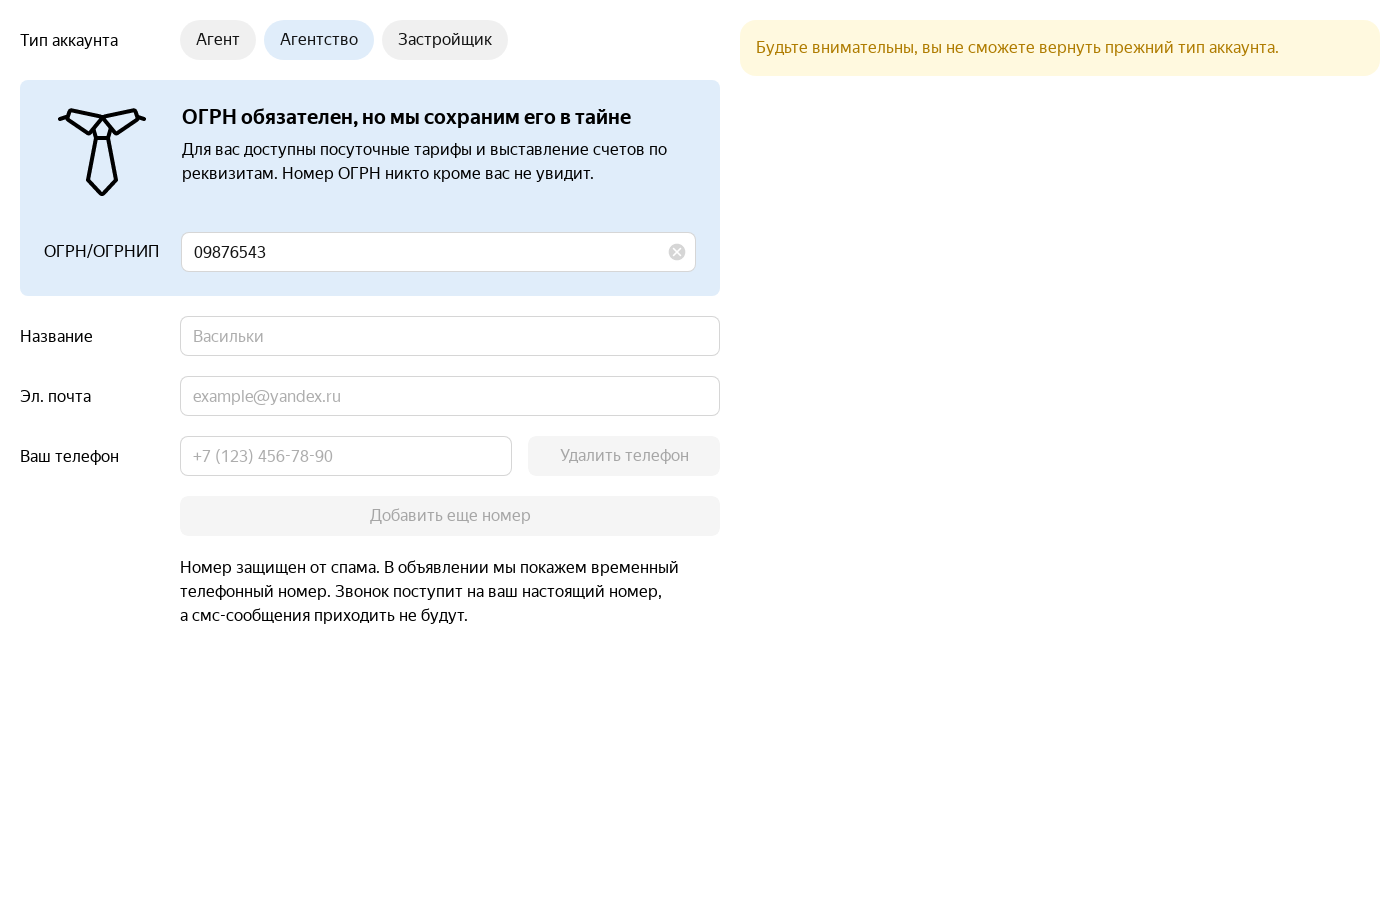 Тип аккаунта
Агент
Агентство
Застройщик
Будьте внимательны, вы не сможете вернуть прежний тип аккаунта.
ОГРН обязателен, но мы сохраним его в тайне
Для вас доступны посуточные тарифы и выставление счетов по
реквизитам. Номер ОГРН никто кроме вас не увидит.
ОГРН/ОГРНИП
09876543
Название
Васильки
Эл. почта
example@yandex.ru
Ваш телефон
+7 (123) 456-78-90
Удалить телефон
Добавить еще номер
Номер защищен от спама. В объявлении мы покажем временный
телефонный номер. Звонок поступит на ваш настоящий номер,
а смс-сообщения приходить не будут.